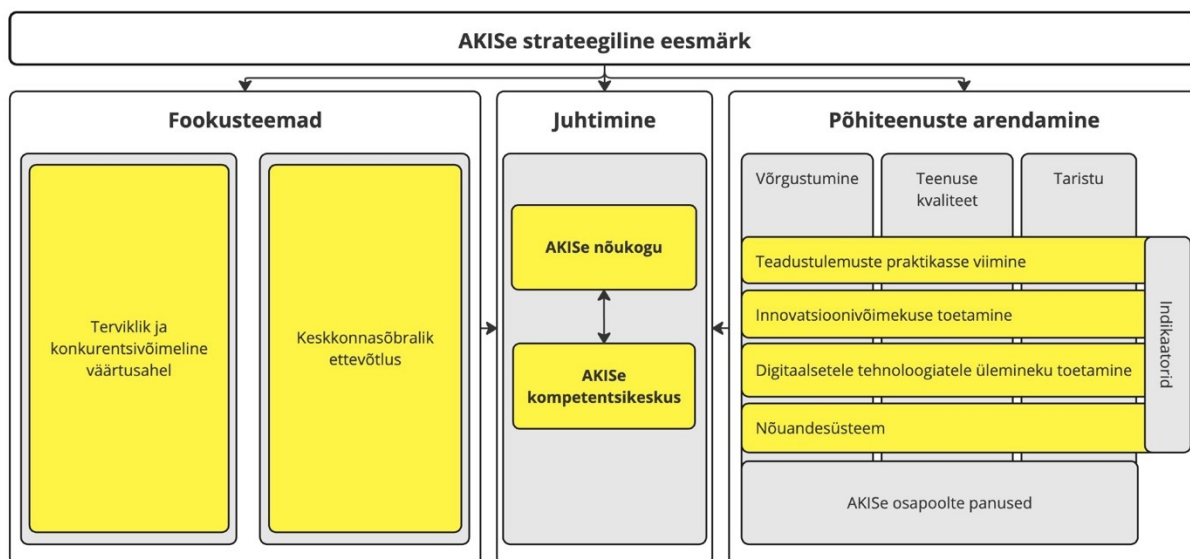 AKISe strateegiline eesmärk
Fookusteemad
Terviklik ja
konkurentsivõimeline
väärtusahel
Keskkonnasõbralik
ettevõtlus
Juhtimine
AKISe nõukogu
AKISe
kompetentsikeskus
Põhiteenuste arendamine
Võrgustumine
Teenuse
kvaliteet
Taristu
Teadustulemuste praktikasse viimine
Innovatsioonivõimekuse toetamine
Digitaalsetele tehnoloogiatele ülemineku toetamine
Nõuandesüsteem
Indikaatorid
AKISe osapoolte panused